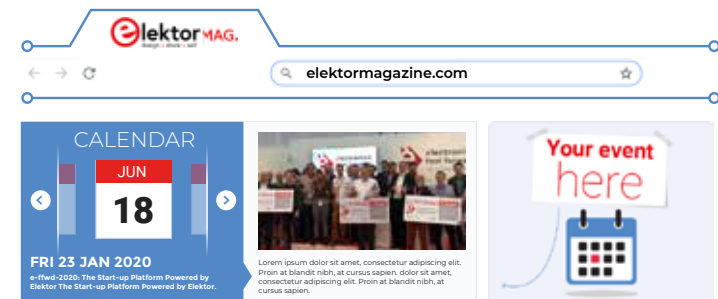 elektor MAG.
design > share > sell
elektormagazine.com
CALENDAR
JUN
18
FRI 23 JAN 2020
e-ffwd-2020: The Start-up Platform Powered by
Elektor The Start-up Platform Powered by Elektor.
Lorem ipsum dolor sit amet, consectetur adipiscing elit.
Proin at blandit nibh, at cursus sapien. dolor sit amet,
consectetur adipiscing elit. Proin at blandit nibh, at
cursus sapien.
Your event
here